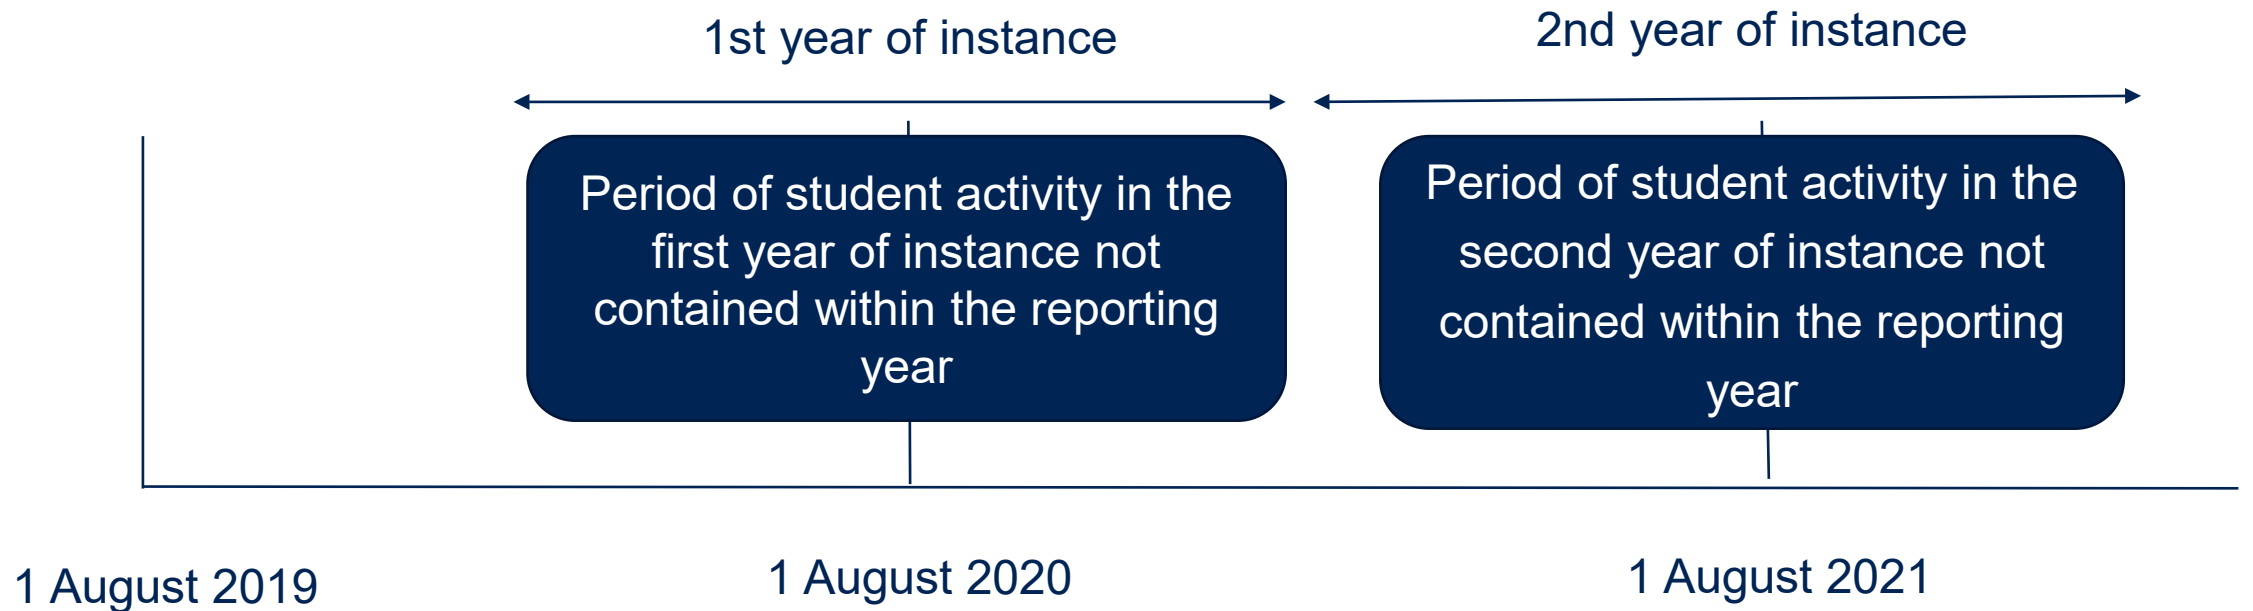 1st year of instance
2nd year of instance
Period of student activity in the
first year of instance not
contained within the reporting
year
Period of student activity in the
second year of instance not
contained within the reporting
year
1 August 2019
1 August 2020
1 August 2021